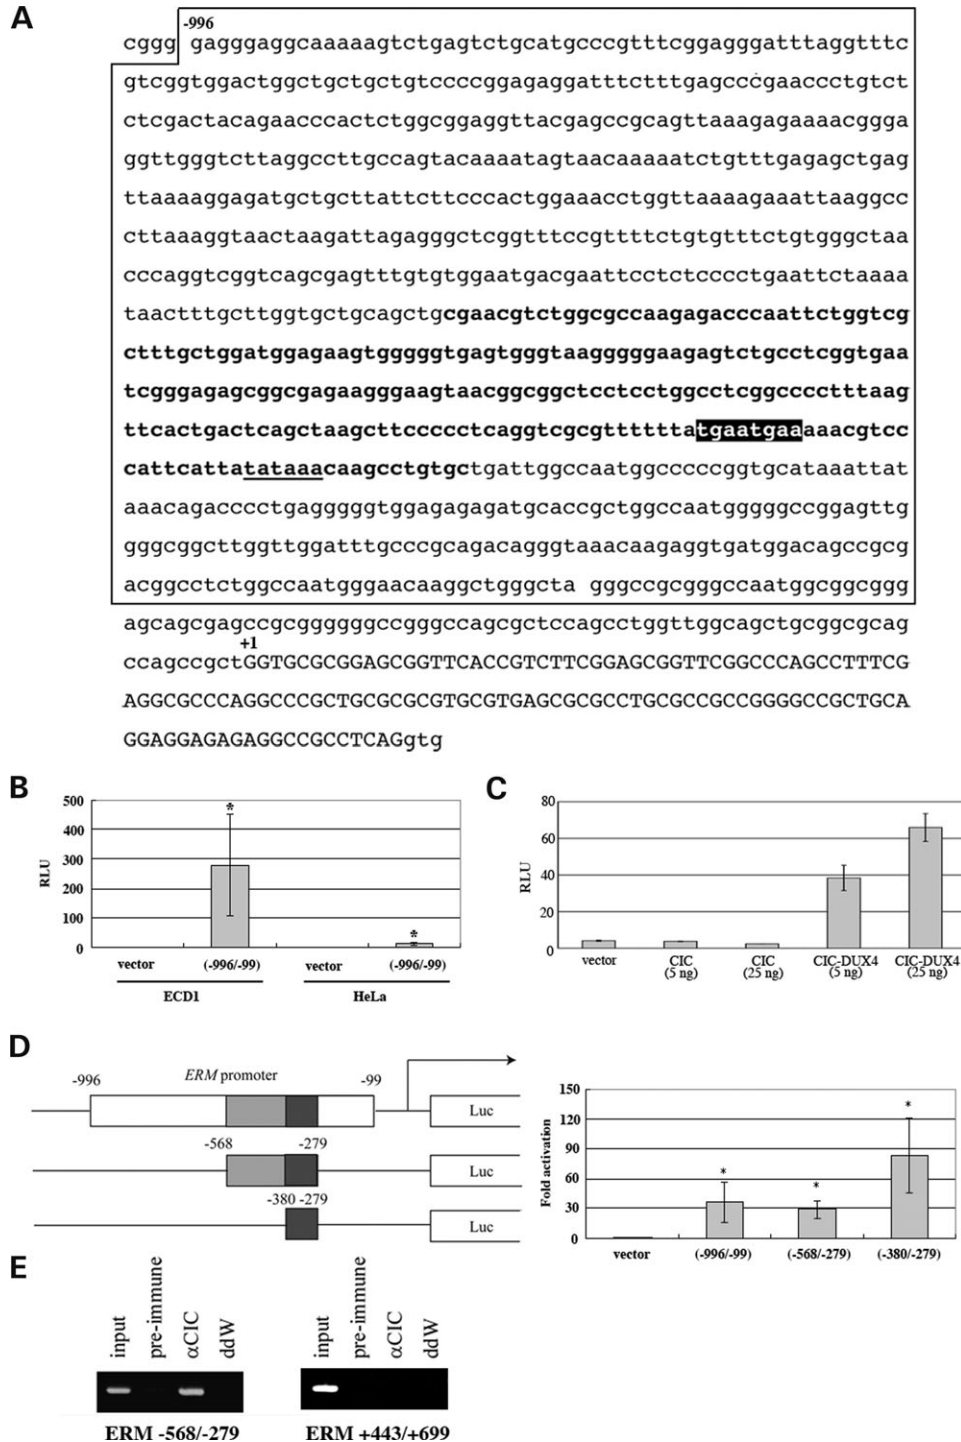 A
-996
cggg gagggaggcaaaaagtctgagtctgcatgcccgtttcggagggatttaggtttc
gtcggtggactggctgctgctgtccccggagaggatttctttgagcccgaaccctgtct
ctcgactacagaacccactctggcggaggttacgagccgcagttaaagagaaaacggga
ggttgggtcttaggccttgccagtacaaaatagtaacaaaaatctgtttgagagctgag
ttaaaaggagatgctgcttattcttcccactggaaacctggttaaaagaaattaaggcc
cttaaaggtaactaagattagagggctcggtttccgttttctgtgtttctgtgggctaa
cccaggtcggtcagcgagtttgtgtggaatgacgaattcctctcccctgaattctaaaa
taactttgcttggtgctgcagctgcgaacgtctggcgccaagagacccaattctggtcg
ctttgctggatggagaagtgggggtgagtgggtaagggggaagagtctgcctcggtgaa
tcgggagagcggcgagaagggaagtaacggcggctcctcctggcctcggcccctttaag
ttcactgactcagctaagcttccccctcaggtcgcgttttttatgaatgaaaaacgtcc
cattcattatataaacaagcctgtgctgattggccaatggcccccggtgcataaattat
aaacagacccctgagggggtggagagagatgcaccgctggccaatgggggccggagttg
gggcggcttggttggatttgcccgcagacagggtaaacaagaggtgatggacagccgcg
acggcctctggccaatgggaacaaggctgggcta gggccgcgggccaatggcggcggg
agcagcgagccgcggggggccgggccagcgctccagcctggttggcagctgcggcgcag
+1
ccagccgctGGTGCGCGGAGCGGTTCACCGTCTTCGGAGCGGTTCGGCCCAGCCTTTCG
AGGCGCCCAGGCCCGCTGCGCGCGTGCGTGAGCGCGCCTGCGCCGCCGGGGCCGCTGCA
GGAGGAGAGAGGCCGCCTCAGgtg
B
500
400
300
200
100
0
RLU
*
*
vector (-996/-99) vector (-996/-99)
ECD1 HeLa
C
80
60
40
20
0
RLU
vector CIC CIC CIC-DUX4 CIC-DUX4
(5 ng) (25 ng) (5 ng) (25 ng)
D
-996 ERM promoter -99
Luc
-568 -279
Luc
-380 -279
Luc
150
120
90
60
30
0
Fold activation
* * *
vector (-996/-99) (-568/-279) (-380/-279)
E
input pre-immune αCIC ddW
input pre-immune αCIC ddW
ERM -568/-279 ERM +443/+699